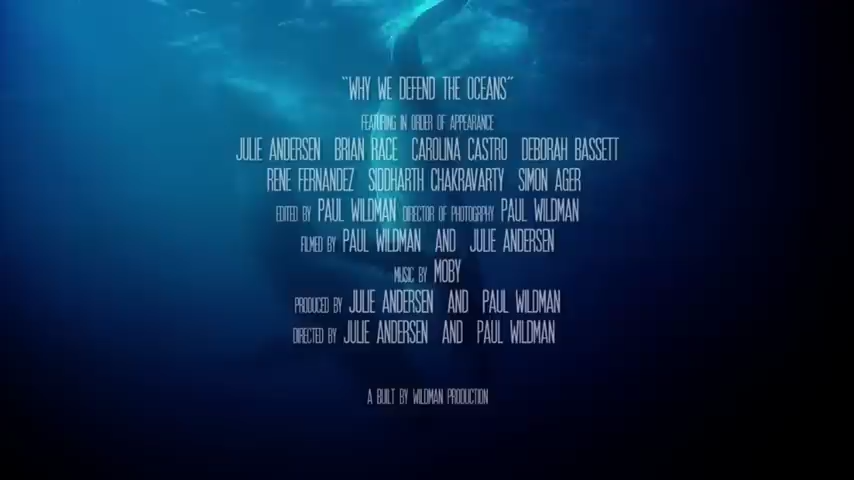 "WHY WE DEFEND THE OCEANS"
FEATURING IN ORDER OF APPEARANCE
JULIE ANDERSEN BRIAN RACE CAROLINA CASTRO DEBORAH BASSETT
RENE FERNANDEZ SIDDHARTH CHAKRAVARTY SIMON AGER
EDITED BY PAUL WILDMAN DIRECTOR OF PHOTOGRPHY PAUL WILDMAN
FILMED BY PAUL WILDMAN AND JULIE ANDERSEN
MUSIC BY MOBY
PRODUCED BY JULIE ANDERSEN AND PAUL WILDMAN
DIRECTED BY JULIE ANDERSEN AND PAUL WILDMAN
A BUILT BY WILDMAN PRODUCTION